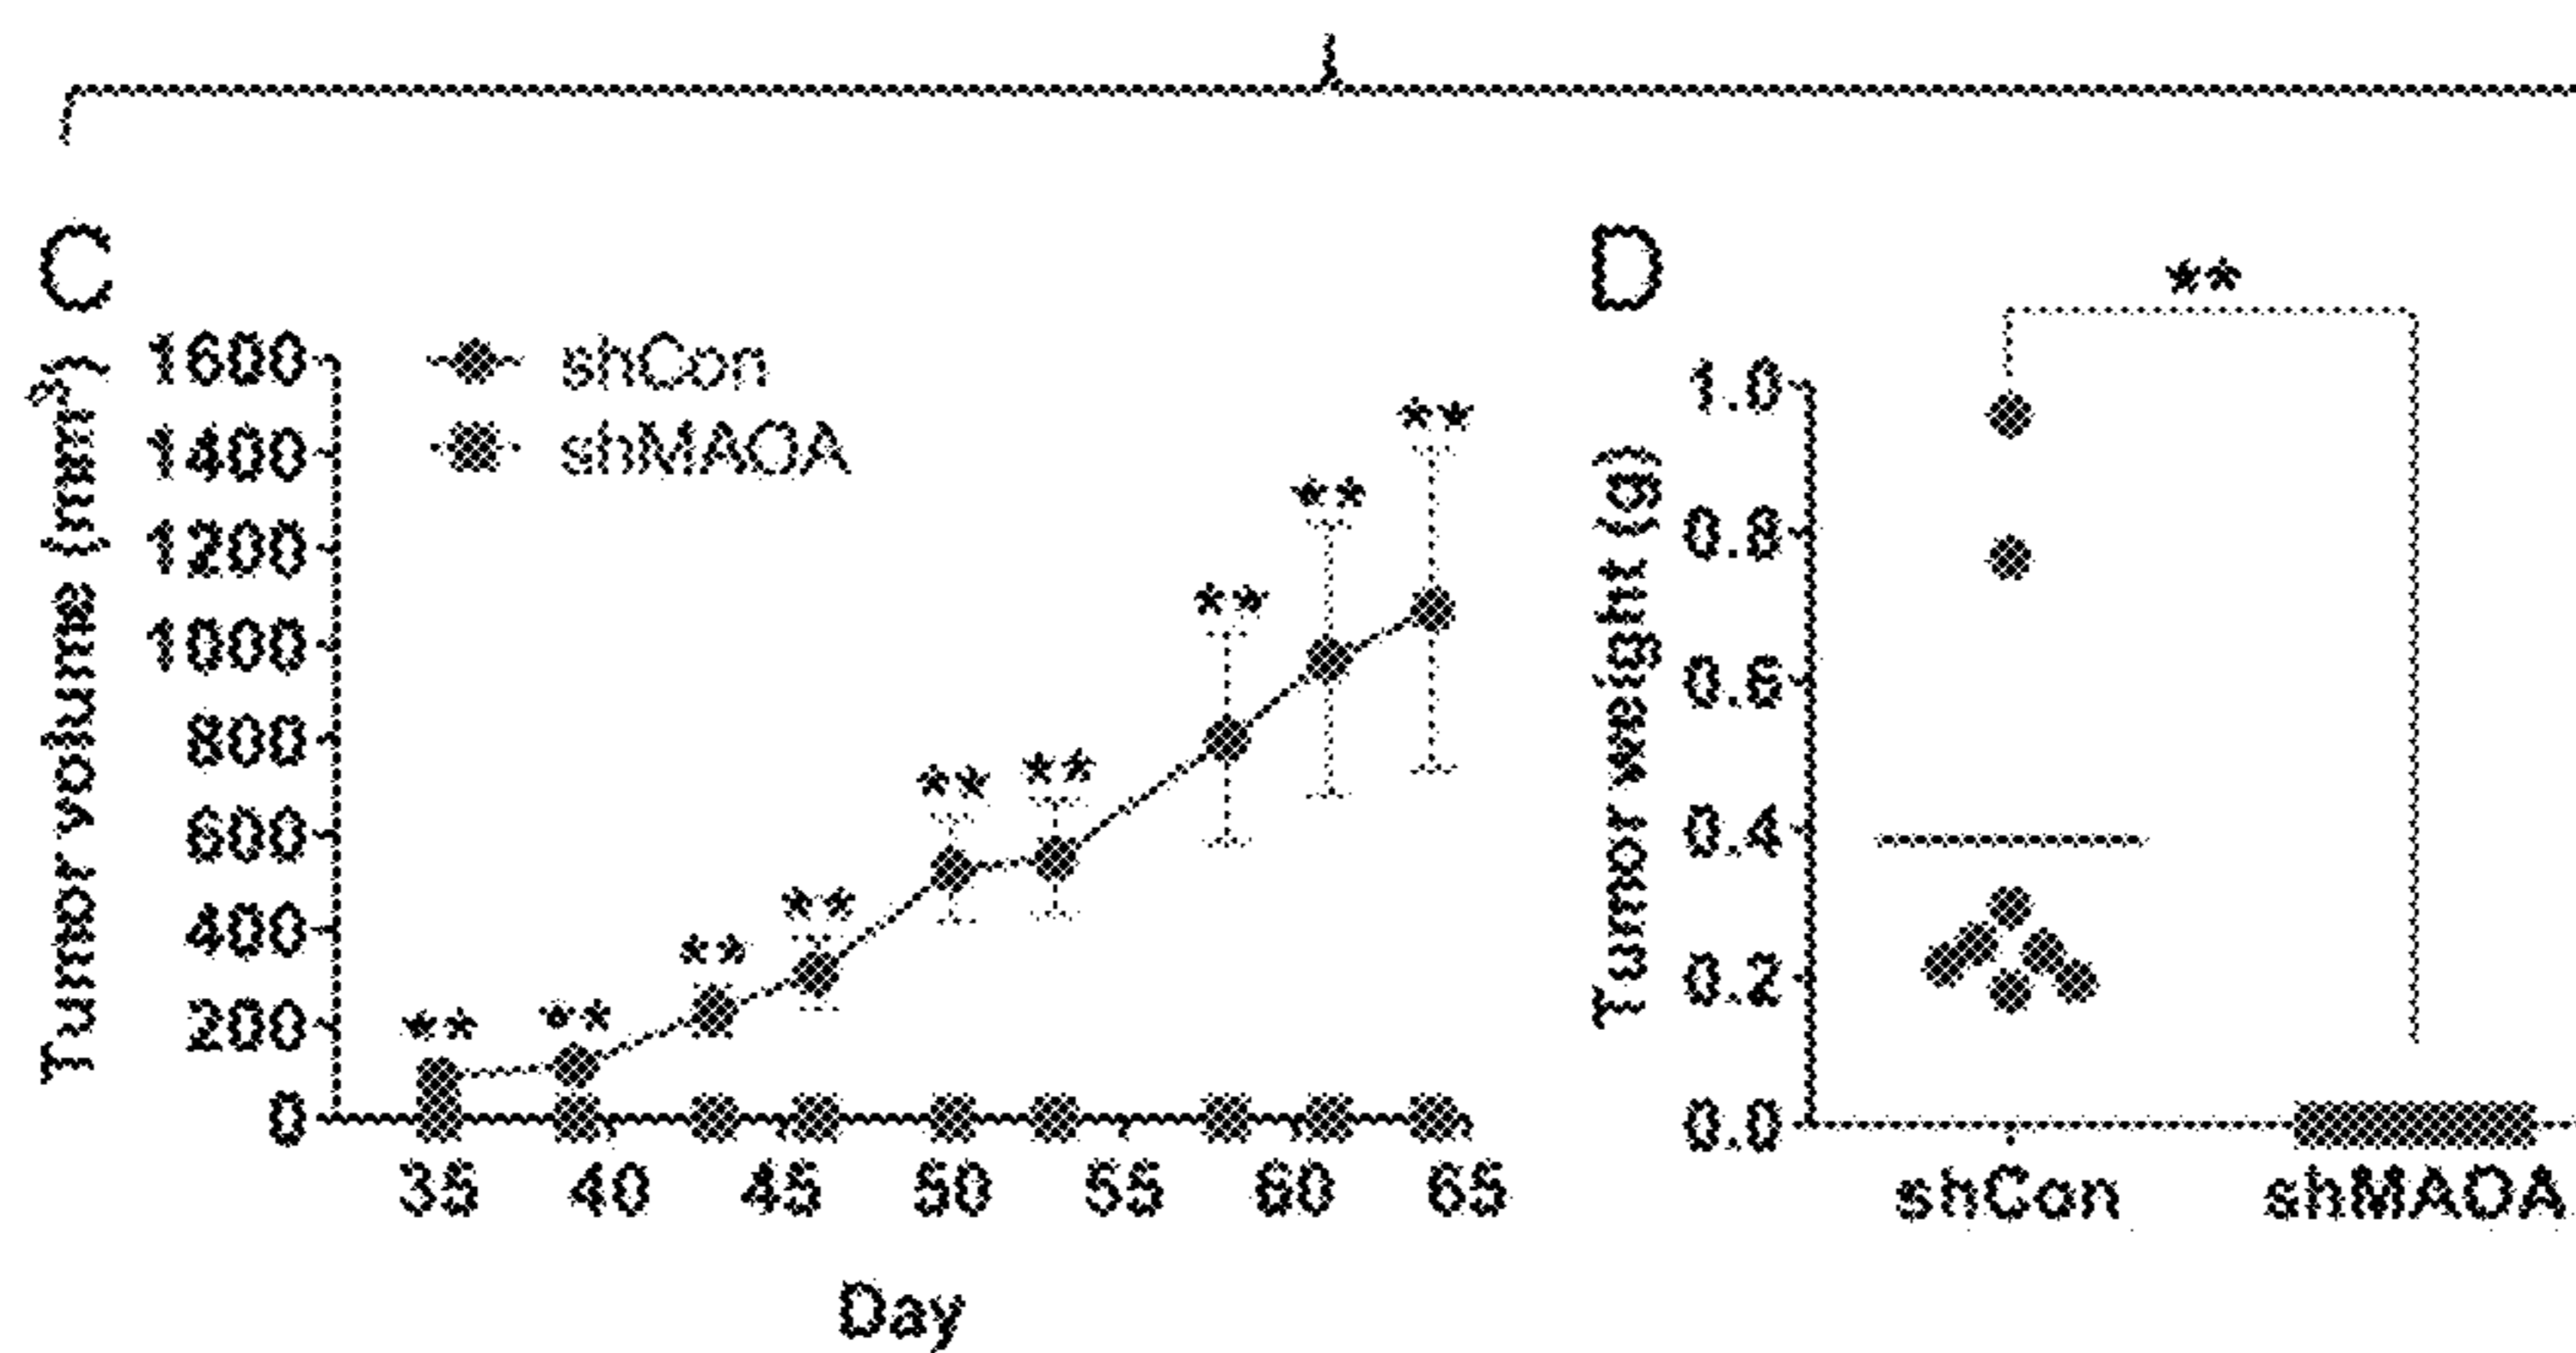 C
Tumor volume (mm³)
1600
1400
1200
1000
800
600
400
200
0
shCon
shMAOA
**
**
**
**
**
**
**
**
**
35 40 45 50 55 60 65
Day
D
Tumor weight (g)
**
1.0
0.8
0.6
0.4
0.2
0.0
shCon shMAOA